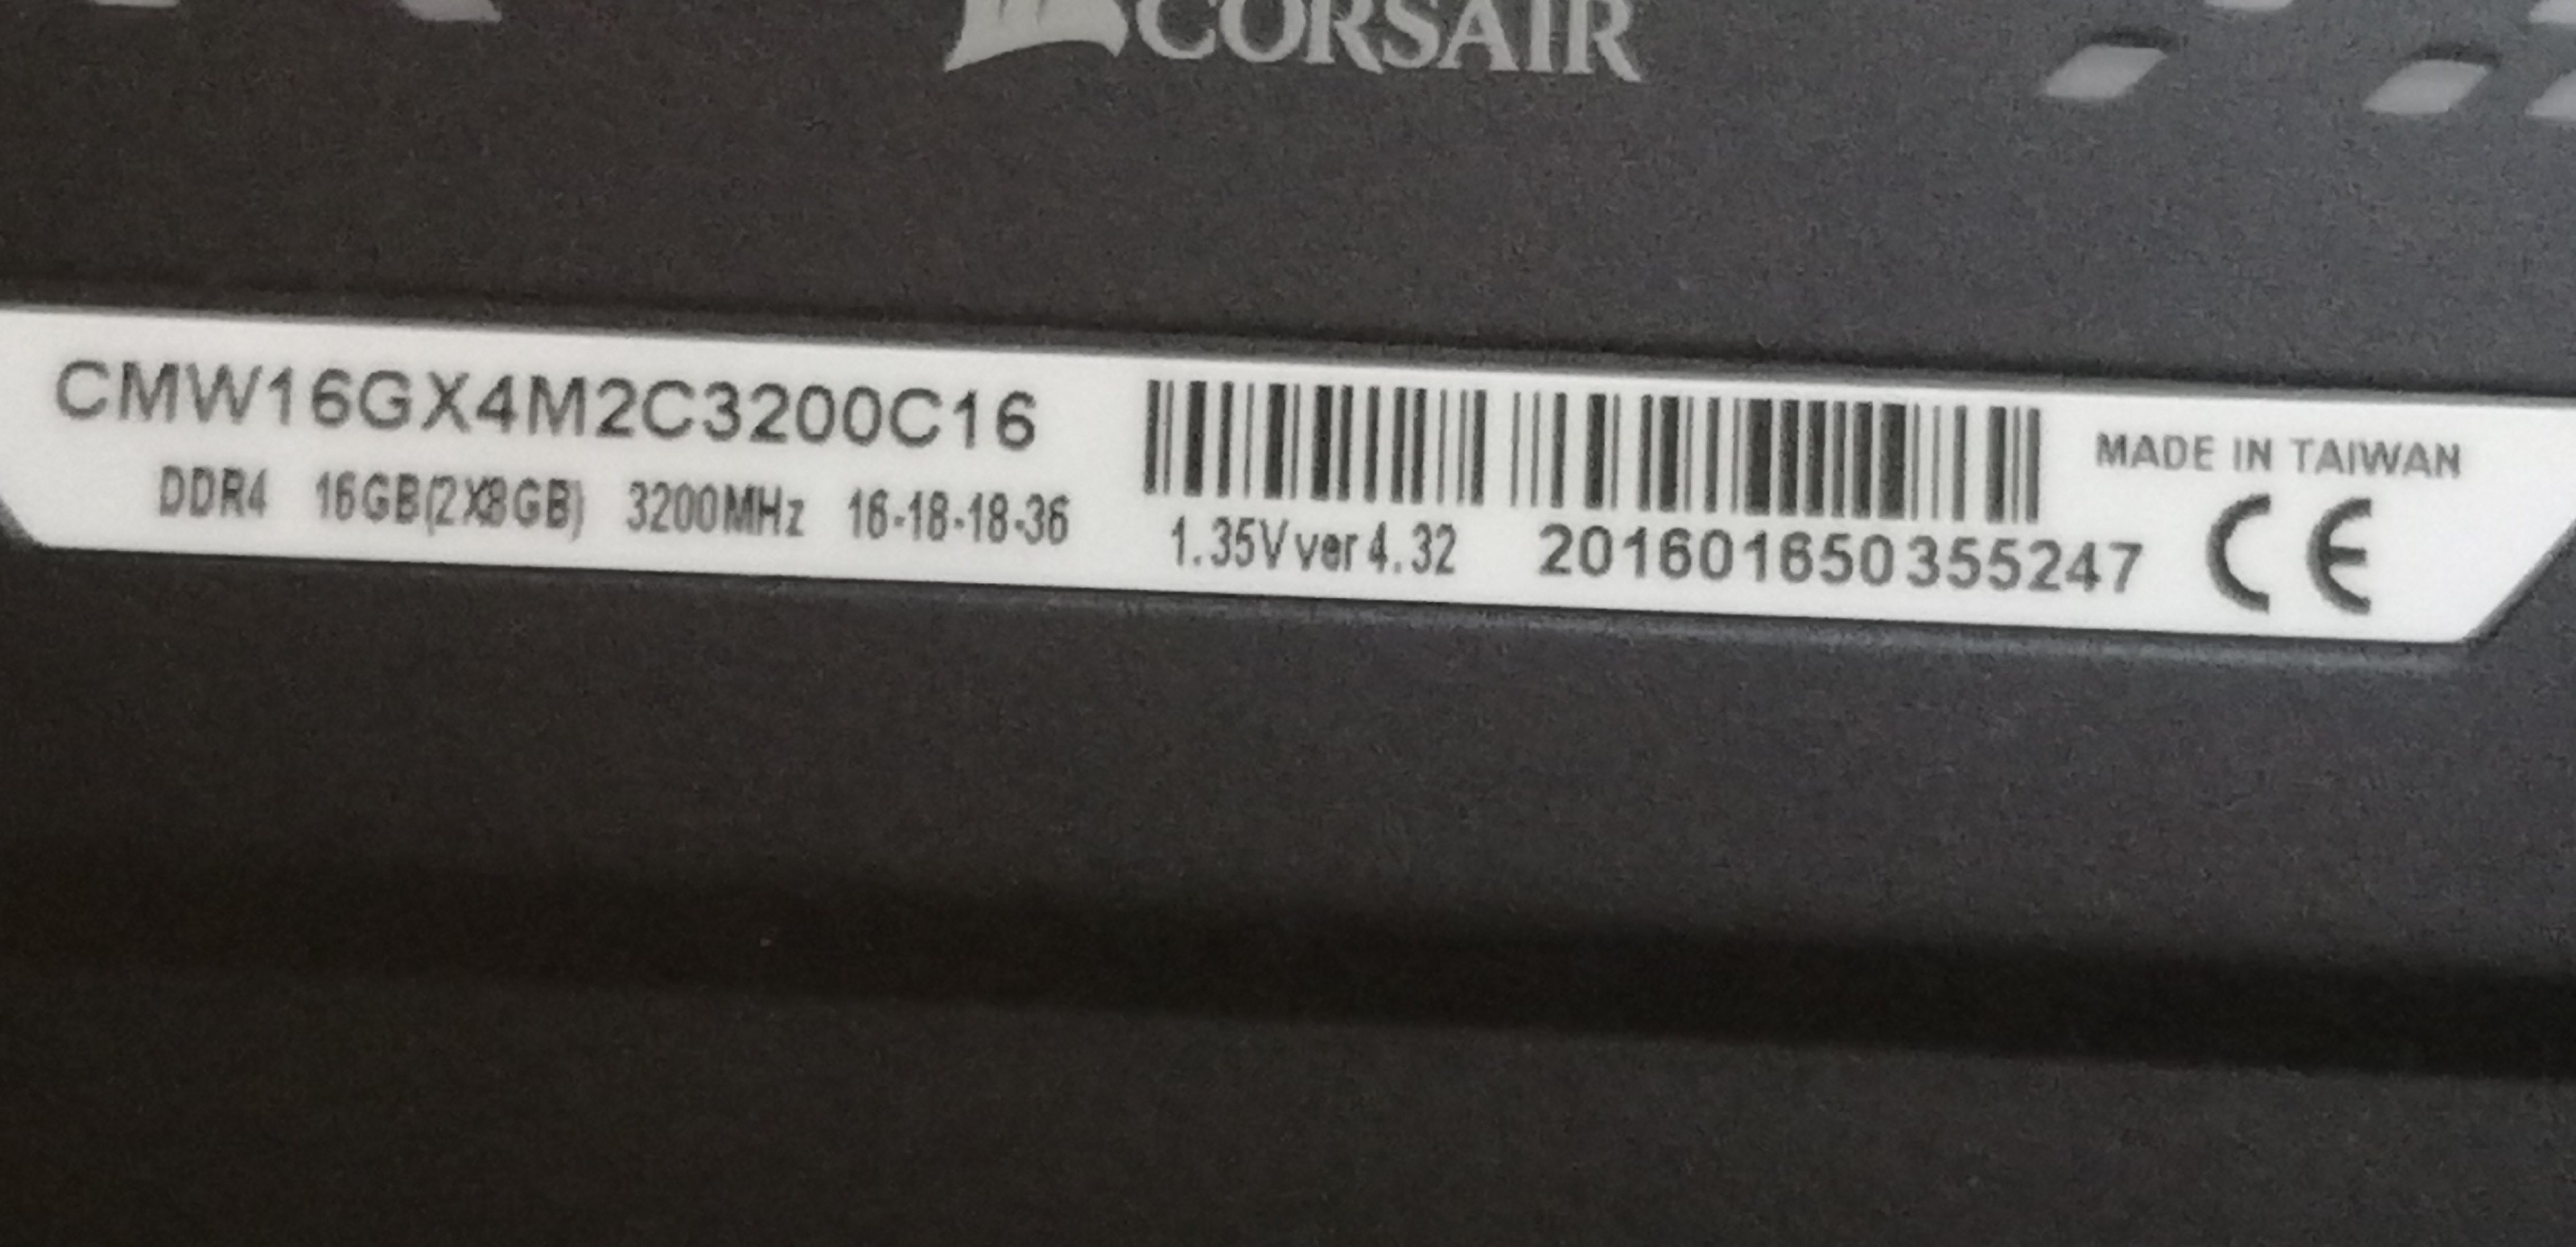 CORSAIR
CMW16GX4M2C3200C16
DDR4 16GB(2X8GB) 3200MHz 16-18-18-36
1.35V ver 4.32
201601650355247
MADE IN TAIWAN
CE